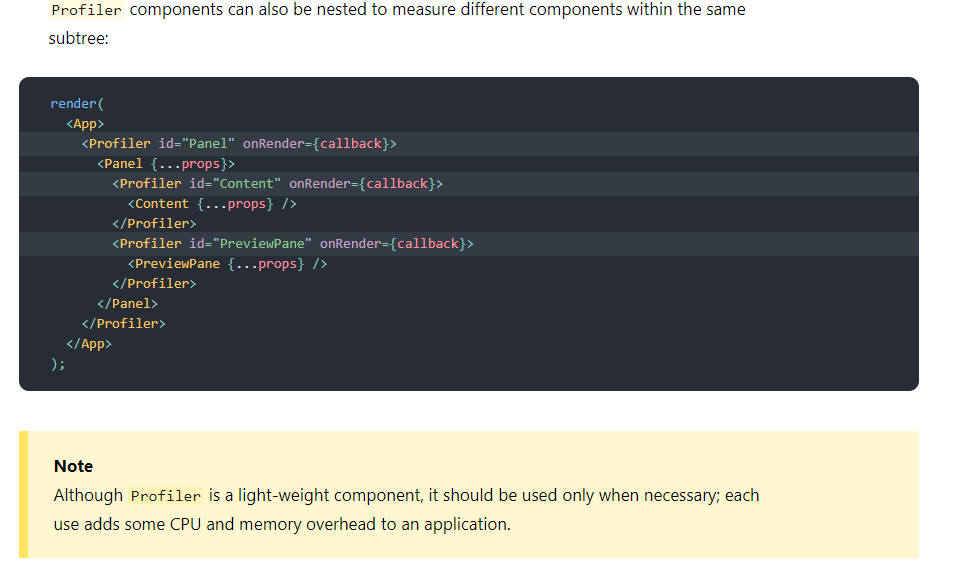 Profiler components can also be nested to measure different components within the same
subtree:
render(
  <App>
    <Profiler id="Panel" onRender={callback}>
      <Panel {...props}>
        <Profiler id="Content" onRender={callback}>
          <Content {...props} />
        </Profiler>
        <Profiler id="PreviewPane" onRender={callback}>
          <PreviewPane {...props} />
        </Profiler>
      </Panel>
    </Profiler>
  </App>
);
Note
Although Profiler is a light-weight component, it should be used only when necessary; each
use adds some CPU and memory overhead to an application.